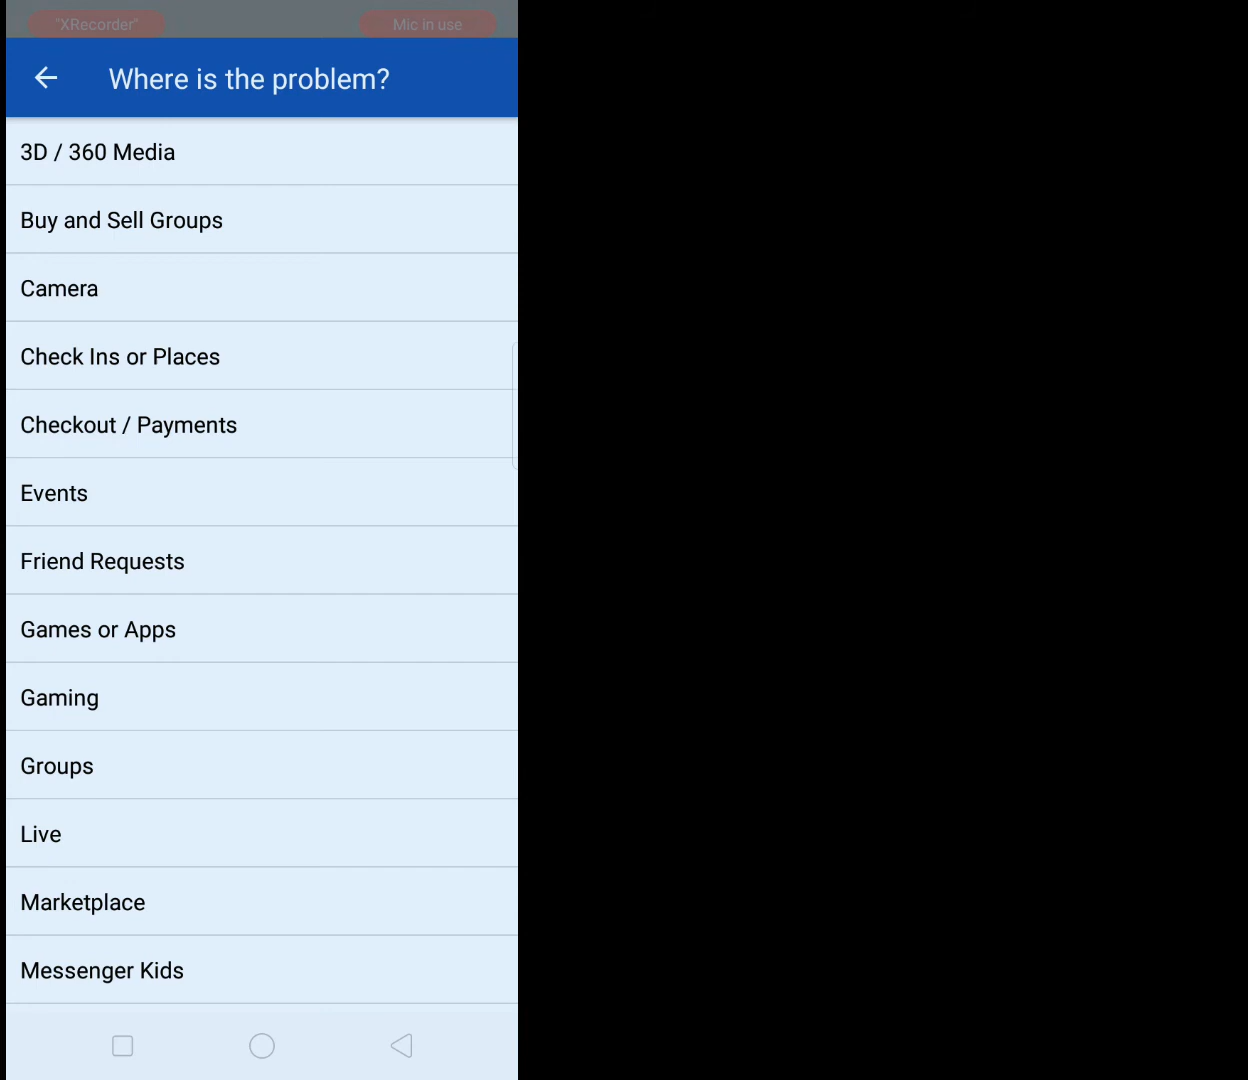 "XRecorder"
Mic in use
Where is the problem?
3D / 360 Media
Buy and Sell Groups
Camera
Check Ins or Places
Checkout / Payments
Events
Friend Requests
Games or Apps
Gaming
Groups
Live
Marketplace
Messenger Kids